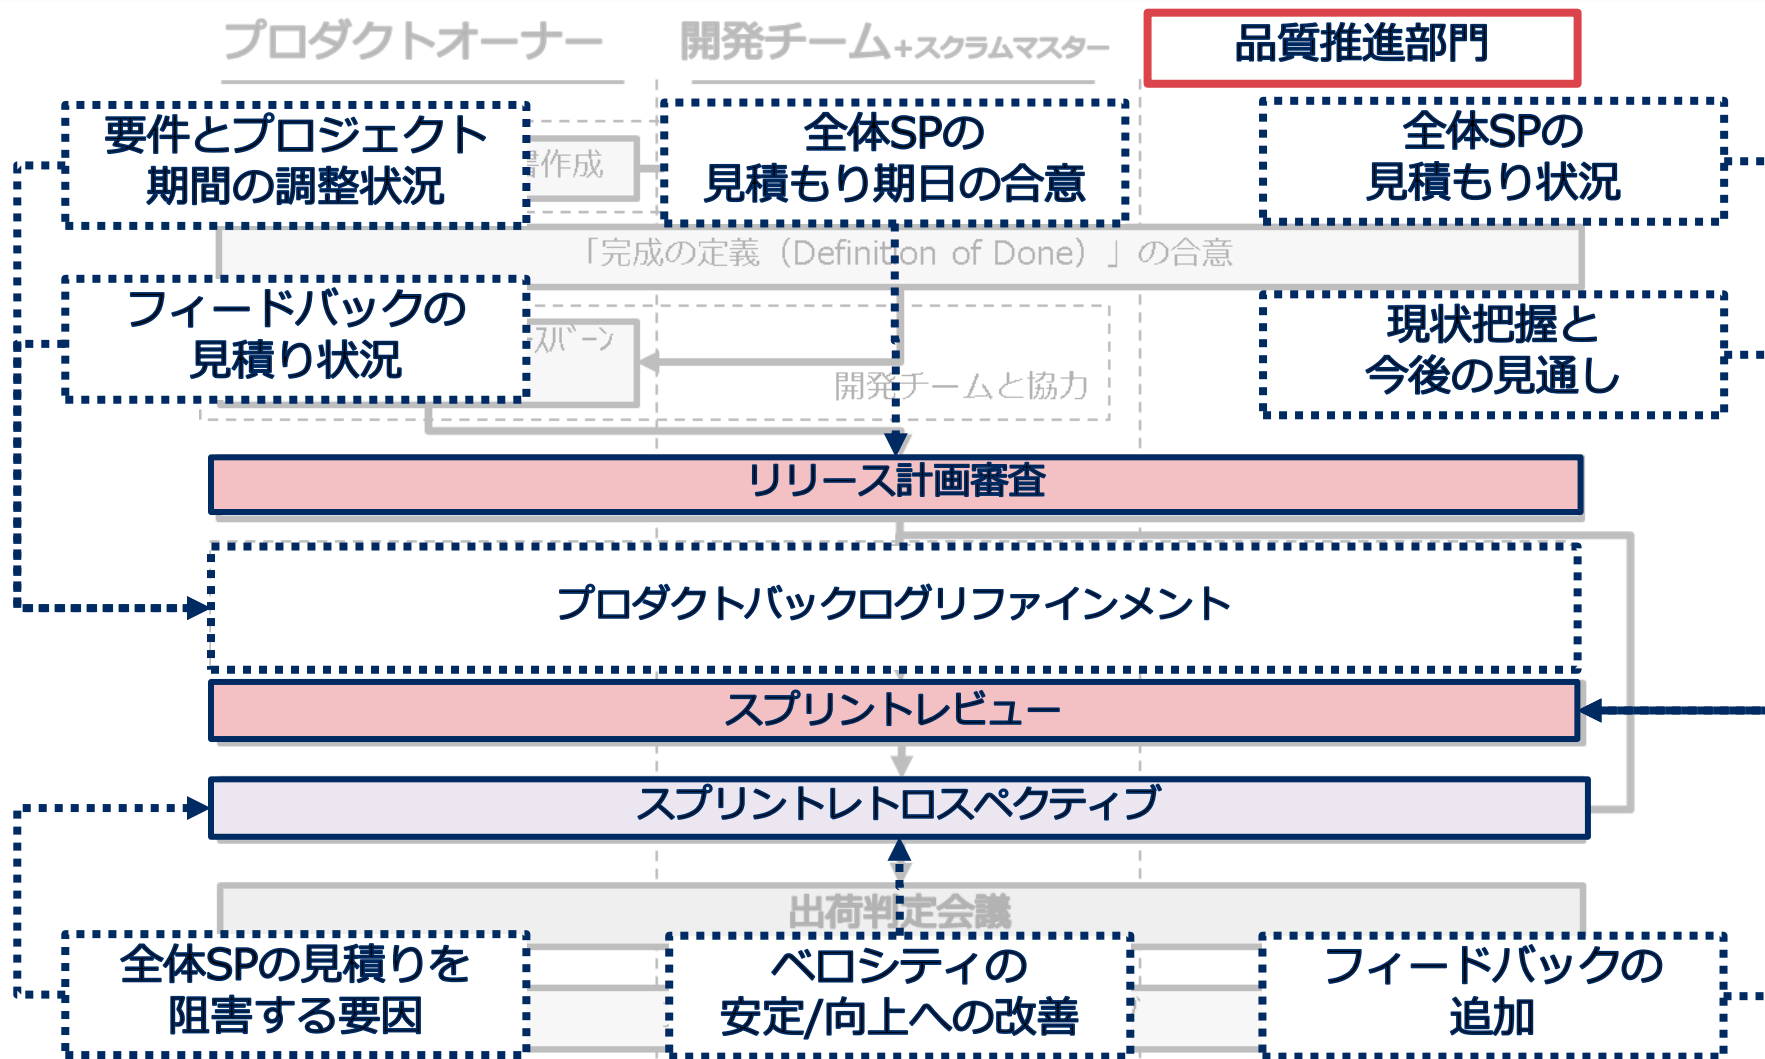 プロダクトオーナー
開発チーム+スクラムマスター
品質推進部門
要件とプロジェクト
期間の調整状況
書作成
全体SPの
見積もり期日の合意
全体SPの
見積もり状況
「完成の定義（Definition of Done）」の合意
フィードバックの
見積り状況
開発チームと協力
現状把握と
今後の見通し
リリース計画審査
プロダクトバックログリファインメント
スプリントレビュー
スプリントレトロスペクティブ
出荷判定会議
全体SPの見積りを
阻害する要因
ベロシティの
安定/向上への改善
フィードバックの
追加